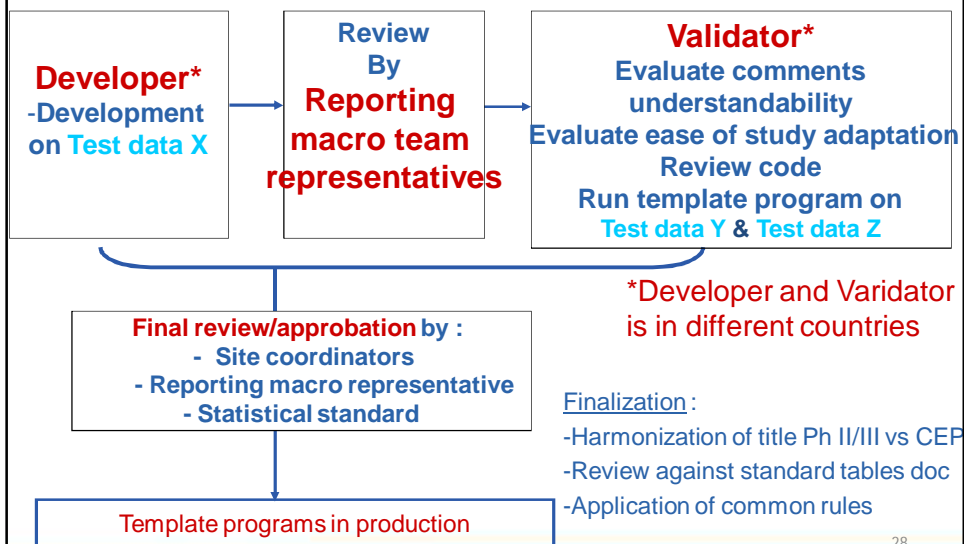 Developer*
-Development
on Test data X
Review
By
Reporting
macro team
representatives
Validator*
Evaluate comments
understandability
Evaluate ease of study adaptation
Review code
Run template program on
Test data Y & Test data Z
*Developer and Varidator
is in different countries
Final review/approbation by :
- Site coordinators
- Reporting macro representative
- Statistical standard
Finalization :
-Harmonization of title Ph II/III vs CEP
-Review against standard tables doc
-Application of common rules
Template programs in production
28